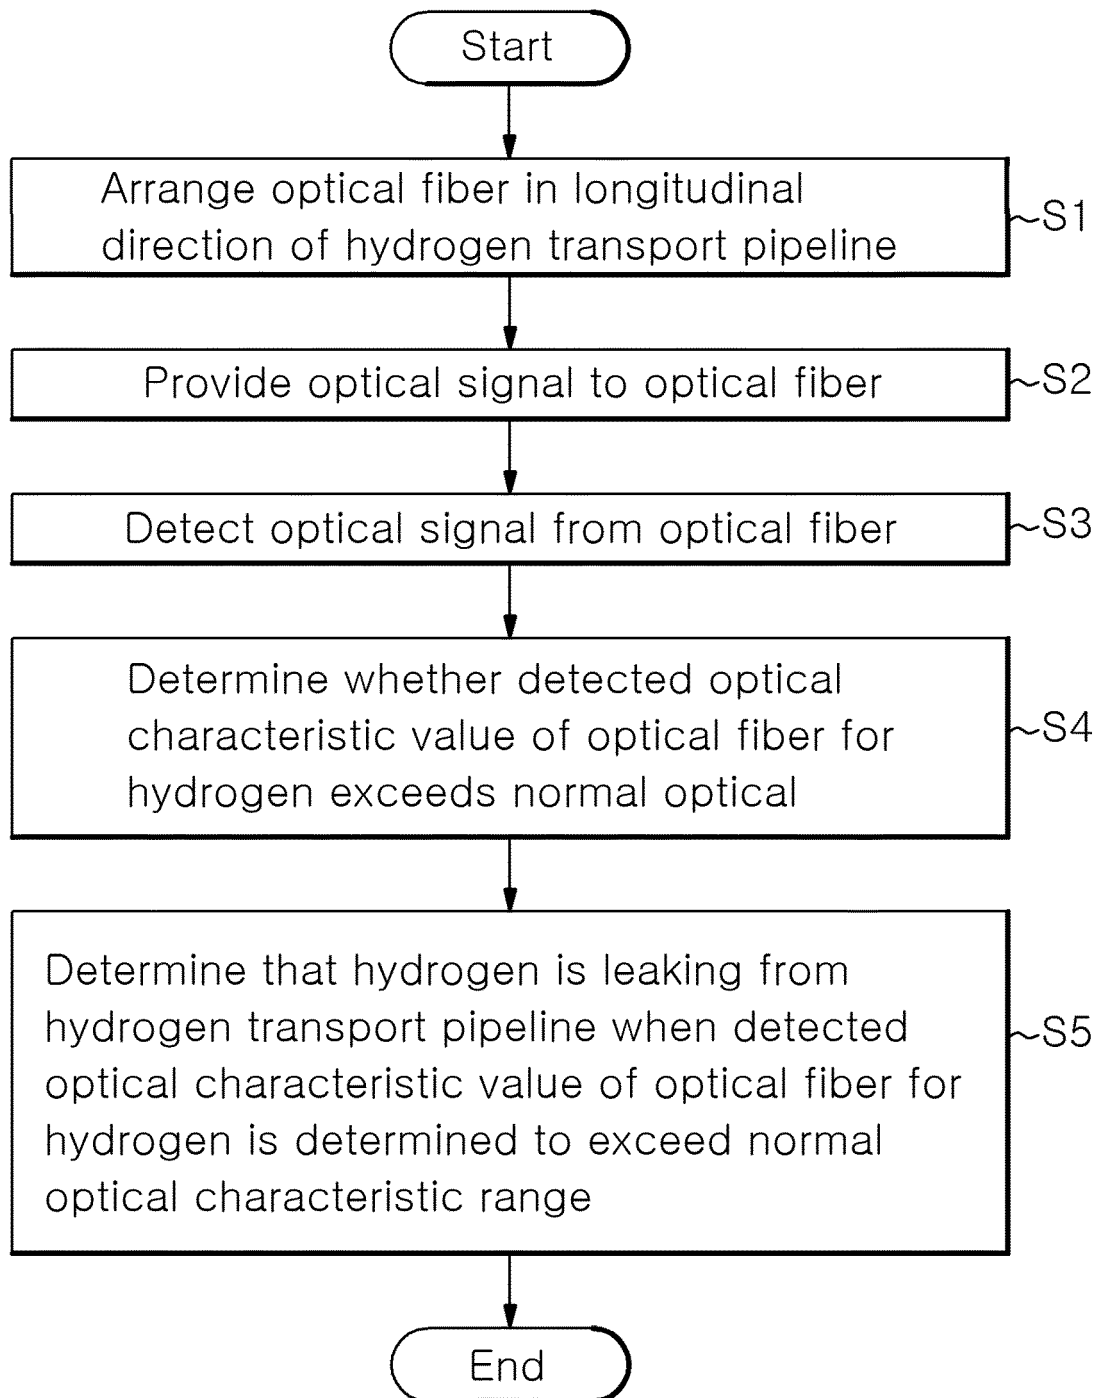 Start
Arrange optical fiber in longitudinal
direction of hydrogen transport pipeline
S1
Provide optical signal to optical fiber
S2
Detect optical signal from optical fiber
S3
Determine whether detected optical
characteristic value of optical fiber for
hydrogen exceeds normal optical
S4
Determine that hydrogen is leaking from
hydrogen transport pipeline when detected
optical characteristic value of optical fiber for
hydrogen is determined to exceed normal
optical characteristic range
S5
End